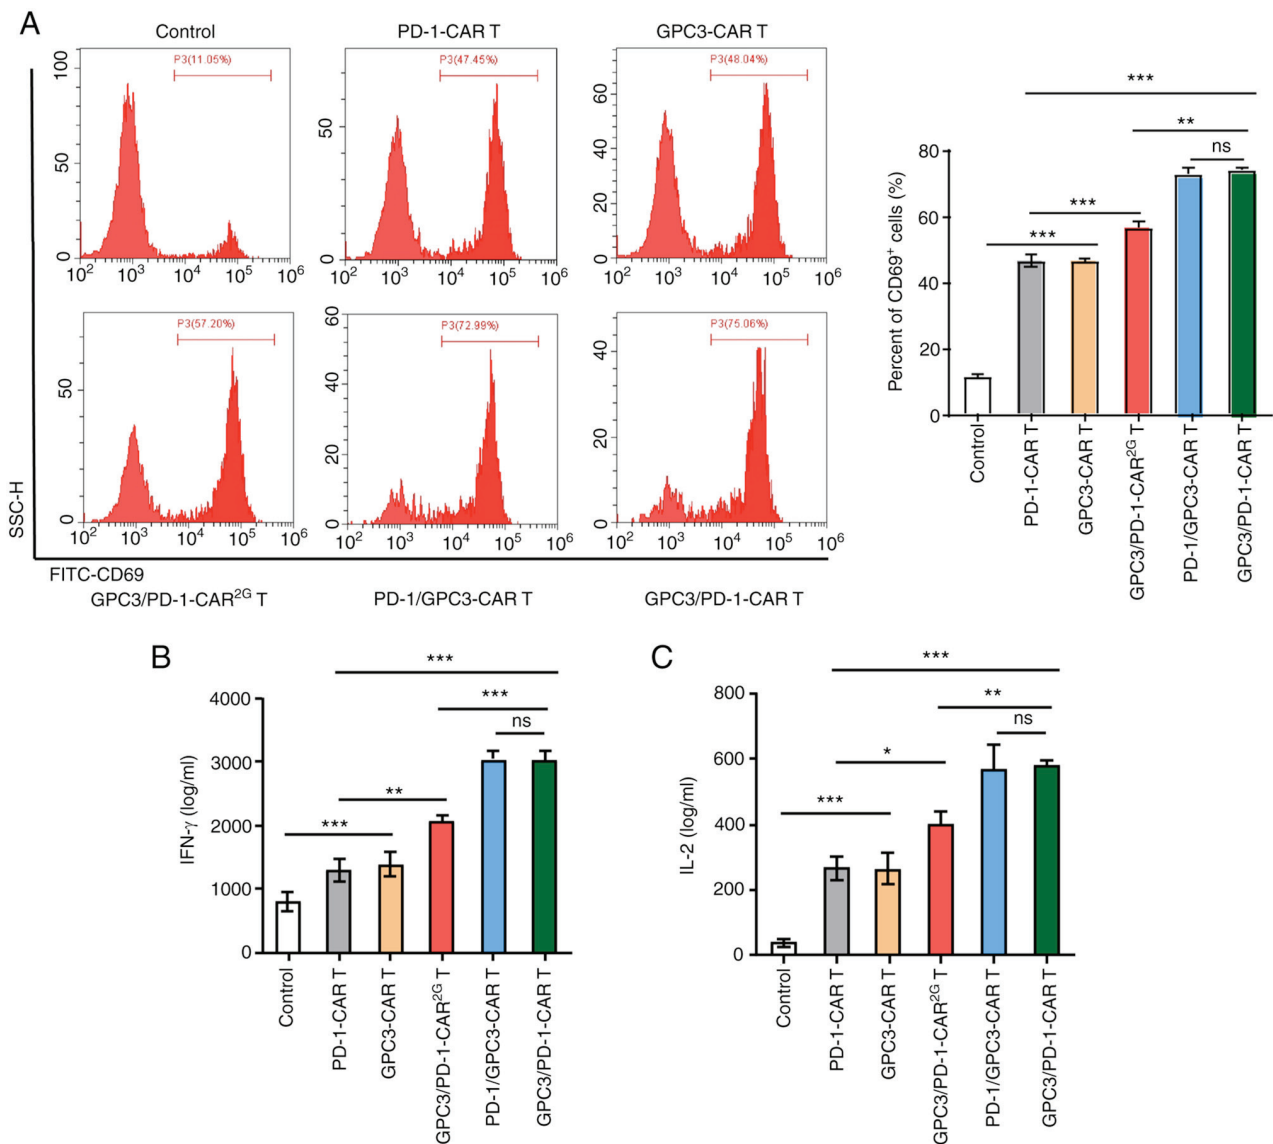 A
Control
PD-1-CAR T
GPC3-CAR T
P3(11.05%)
P3(47.45%)
P3(48.04%)
100
50
0
50
0
60
40
20
0
10² 10³ 10⁴ 10⁵ 10⁶
10² 10³ 10⁴ 10⁵ 10⁶
10² 10³ 10⁴ 10⁵ 10⁶
P3(57.20%)
P3(72.99%)
P3(75.06%)
50
0
60
40
20
0
40
20
0
10² 10³ 10⁴ 10⁵ 10⁶
10² 10³ 10⁴ 10⁵ 10⁶
10² 10³ 10⁴ 10⁵ 10⁶
SSC-H
FITC-CD69
GPC3/PD-1-CAR²ᴳ T
PD-1/GPC3-CAR T
GPC3/PD-1-CAR T
***
**
ns
***
***
Percent of CD69⁺ cells (%)
80
60
40
20
0
Control
PD-1-CAR T
GPC3-CAR T
GPC3/PD-1-CAR²ᴳ T
PD-1/GPC3-CAR T
GPC3/PD-1-CAR T
B
***
***
ns
**
***
IFN-γ (log/ml)
4000
3000
2000
1000
0
Control
PD-1-CAR T
GPC3-CAR T
GPC3/PD-1-CAR²ᴳ T
PD-1/GPC3-CAR T
GPC3/PD-1-CAR T
C
***
**
ns
*
***
IL-2 (log/ml)
800
600
400
200
0
Control
PD-1-CAR T
GPC3-CAR T
GPC3/PD-1-CAR²ᴳ T
PD-1/GPC3-CAR T
GPC3/PD-1-CAR T